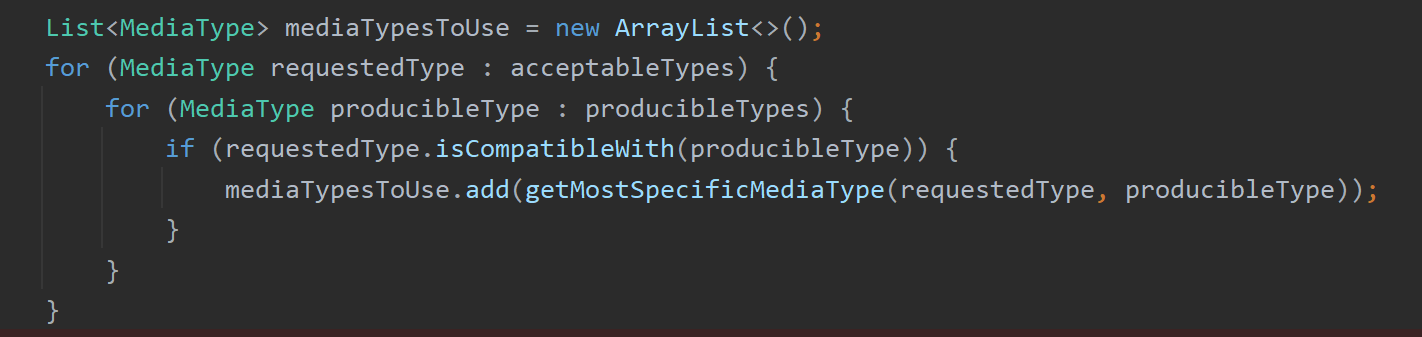 List<MediaType> mediaTypesToUse = new ArrayList<>();
for (MediaType requestedType : acceptableTypes) {
    for (MediaType producibleType : producibleTypes) {
        if (requestedType.isCompatibleWith(producibleType)) {
            mediaTypesToUse.add(getMostSpecificMediaType(requestedType, producibleType));
        }
    }
}